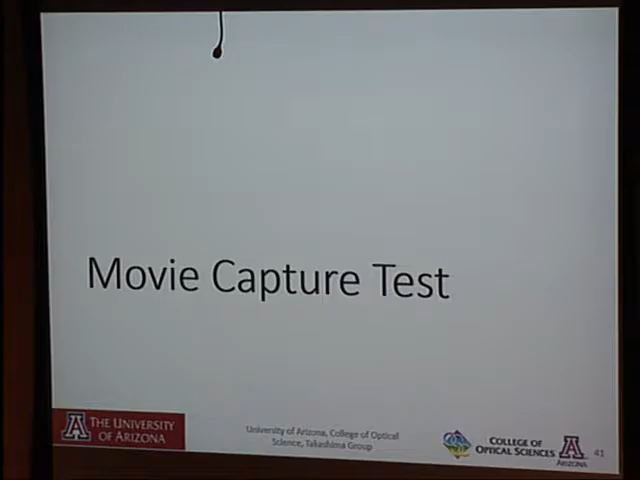 Movie Capture Test
A THE UNIVERSITY
OF ARIZONA
University of Arizona, College of Optical
Science, Takashima Group
COLLEGE OF
OPTICAL SCIENCES
A
ARIZONA
41